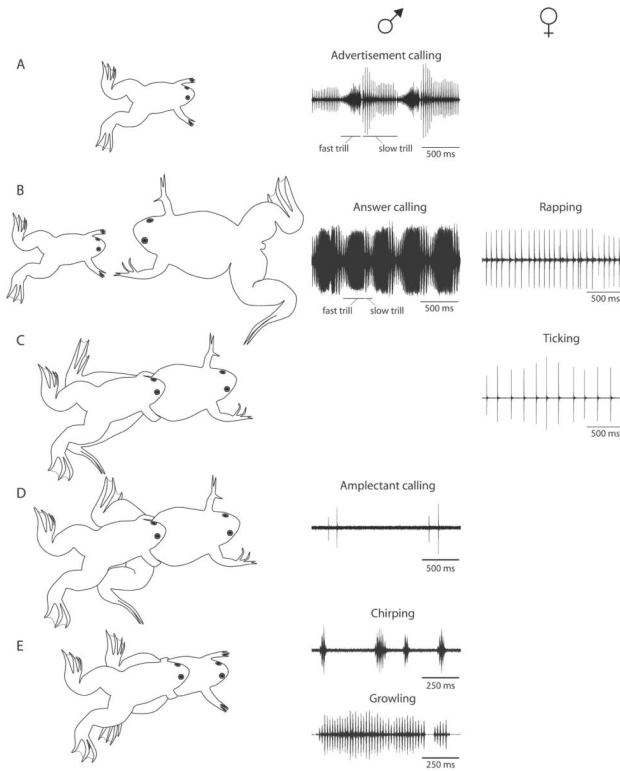 ♂ ♀
A
Advertisement calling
fast trill slow trill
500 ms
B
Answer calling Rapping
fast trill slow trill
500 ms 500 ms
C
Ticking
500 ms
D
Amplectant calling
500 ms
E
Chirping
250 ms
Growling
250 ms